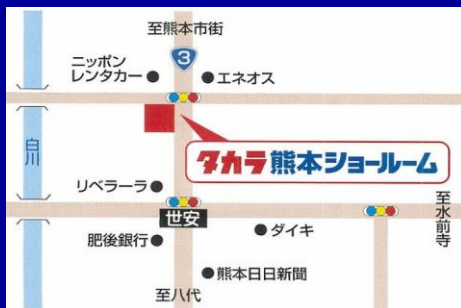 至熊本市街
3
ニッポン
レンタカー
エネオス
白川
タカラ熊本ショールーム
リベラーラ
世安
至水前寺
肥後銀行
ダイキ
熊本日日新聞
至八代